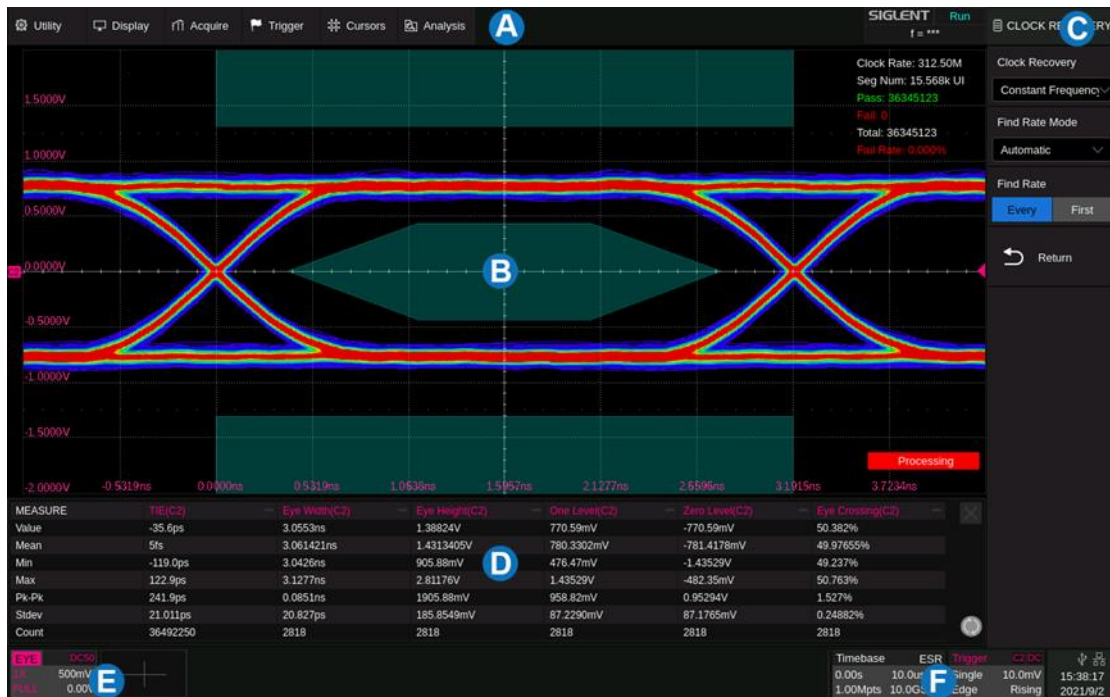 Utility Display Acquire Trigger Cursors Analysis A SIGLENT Run C
f = ***
CLOCK
Clock Rate: 312.50M
Seg Num: 15.568k UI
Pass: 36345123
Fail: 0
Total: 36345123
Fail Rate: 0.000%
Clock Recovery
Constant Frequency
Find Rate Mode
Automatic
Find Rate
Every First
Return
1.5000V
1.0000V
0.5000V
C2 0.0000V B
-0.5000V
-1.0000V
-1.5000V
Processing
-2.0000V -0.5319ns 0.0000ns 0.5319ns 1.0638ns 1.5957ns 2.1277ns 2.6596ns 3.1915ns 3.7234ns
MEASURE TIE(C2) Eye Width(C2) Eye Height(C2) One Level(C2) Zero Level(C2) Eye Crossing(C2)
Value -35.6ps 3.0553ns 1.38824V 770.59mV -770.59mV 50.382%
Mean 5fs 3.061421ns 1.4313405V 780.3302mV -781.4178mV 49.97655%
Min -119.0ps 3.0426ns 905.88mV 476.47mV -1.43529V 49.237%
Max 122.9ps 3.1277ns 2.81176V 1.43529V -482.35mV 50.763%
Pk-Pk 241.9ps 0.0851ns 1905.88mV 958.82mV 0.95294V 1.527%
Stdev 21.011ps 20.827ps 185.8549mV 87.2290mV 87.1765mV 0.24882%
Count 36492250 2818 2818 2818 2818 2818
D
EYE DC50
1X 500mV
FULL 0.00V
E
Timebase ESR
0.00s
1.00Mpts
F
Trigger C2 DC
Single 10.0mV
Edge Rising
15:38:17